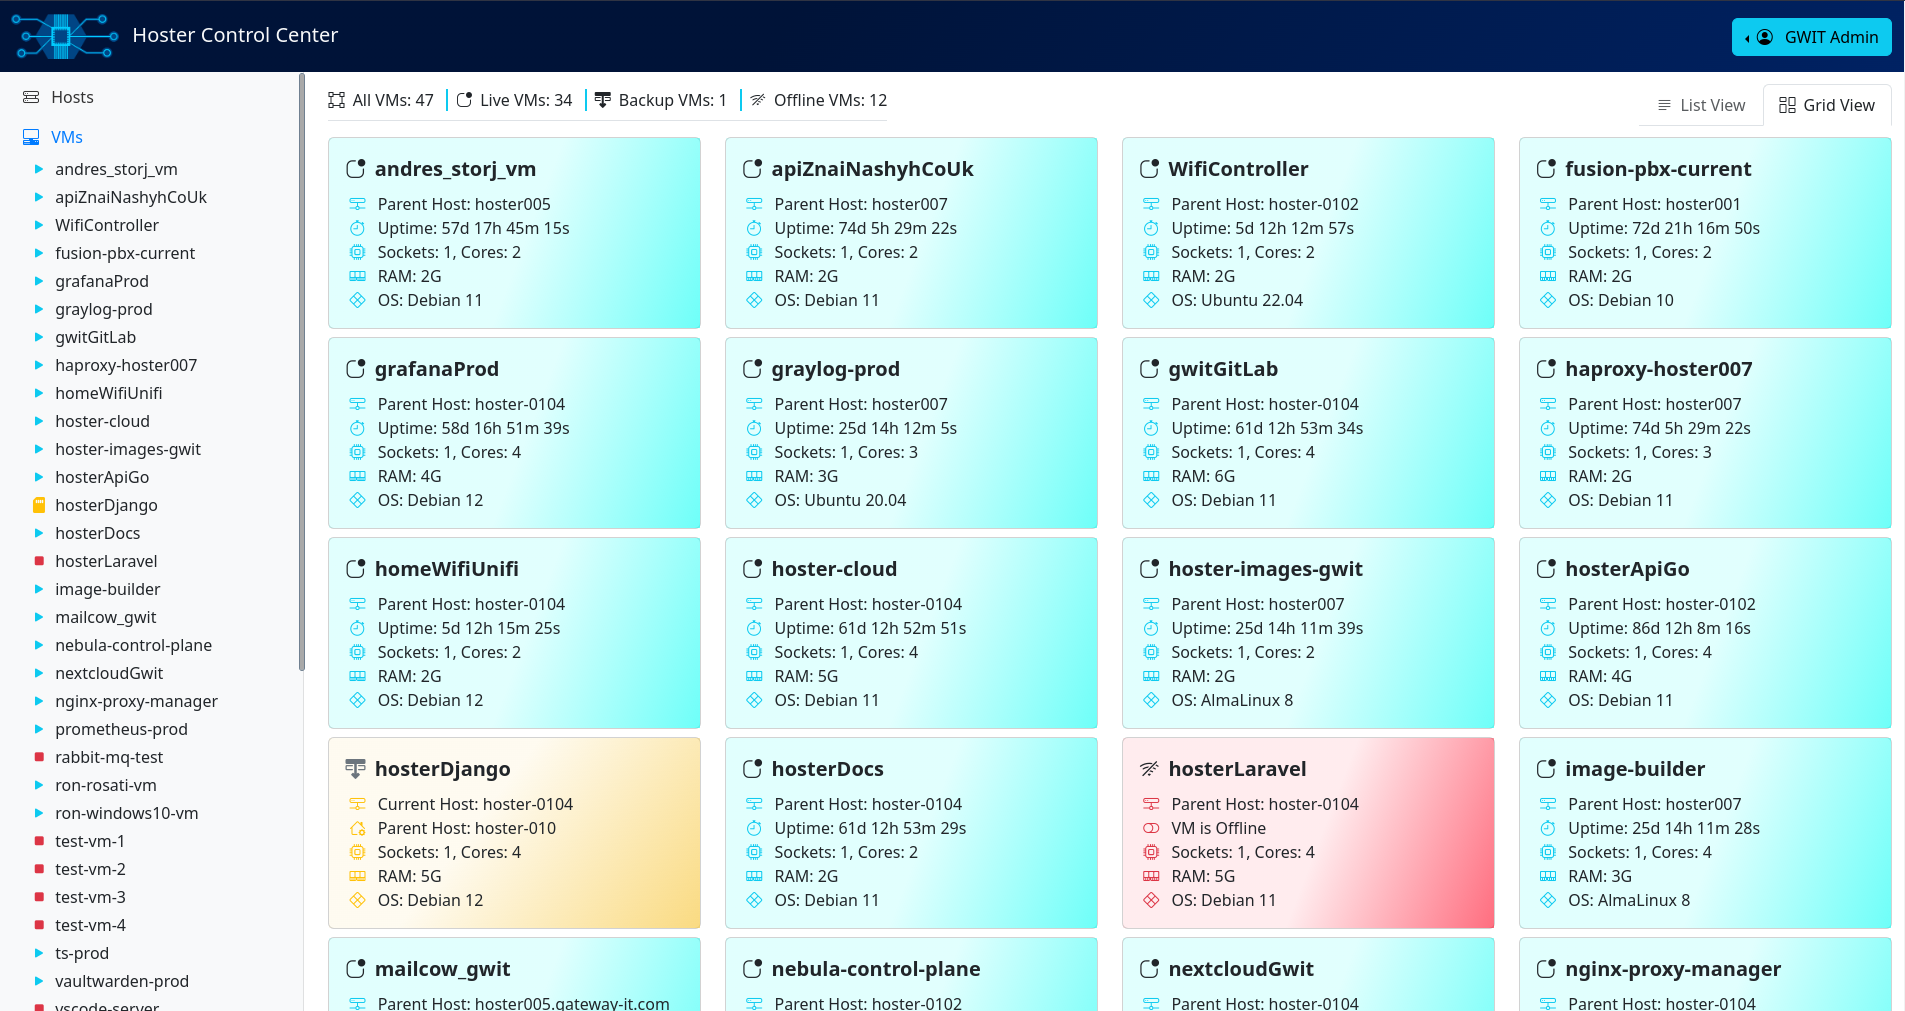 Hoster Control Center
GWIT Admin
Hosts
VMs
andres_storj_vm
apiZnaiNashyhCoUk
WifiController
fusion-pbx-current
grafanaProd
graylog-prod
gwitGitLab
haproxy-hoster007
homeWifiUnifi
hoster-cloud
hoster-images-gwit
hosterApiGo
hosterDjango
hosterDocs
hosterLaravel
image-builder
mailcow_gwit
nebula-control-plane
nextcloudGwit
nginx-proxy-manager
prometheus-prod
rabbit-mq-test
ron-rosati-vm
ron-windows10-vm
test-vm-1
test-vm-2
test-vm-3
test-vm-4
ts-prod
vaultwarden-prod
vscode-server
All VMs: 47
Live VMs: 34
Backup VMs: 1
Offline VMs: 12
List View
Grid View
andres_storj_vm
Parent Host: hoster005
Uptime: 57d 17h 45m 15s
Sockets: 1, Cores: 2
RAM: 2G
OS: Debian 11
apiZnaiNashyhCoUk
Parent Host: hoster007
Uptime: 74d 5h 29m 22s
Sockets: 1, Cores: 2
RAM: 2G
OS: Debian 11
WifiController
Parent Host: hoster-0102
Uptime: 5d 12h 12m 57s
Sockets: 1, Cores: 2
RAM: 2G
OS: Ubuntu 22.04
fusion-pbx-current
Parent Host: hoster001
Uptime: 72d 21h 16m 50s
Sockets: 1, Cores: 2
RAM: 2G
OS: Debian 10
grafanaProd
Parent Host: hoster-0104
Uptime: 58d 16h 51m 39s
Sockets: 1, Cores: 4
RAM: 4G
OS: Debian 12
graylog-prod
Parent Host: hoster007
Uptime: 25d 14h 12m 5s
Sockets: 1, Cores: 3
RAM: 3G
OS: Ubuntu 20.04
gwitGitLab
Parent Host: hoster-0104
Uptime: 61d 12h 53m 34s
Sockets: 1, Cores: 4
RAM: 6G
OS: Debian 11
haproxy-hoster007
Parent Host: hoster007
Uptime: 74d 5h 29m 22s
Sockets: 1, Cores: 3
RAM: 2G
OS: Debian 11
homeWifiUnifi
Parent Host: hoster-0104
Uptime: 5d 12h 15m 25s
Sockets: 1, Cores: 2
RAM: 2G
OS: Debian 12
hoster-cloud
Parent Host: hoster-0104
Uptime: 61d 12h 52m 51s
Sockets: 1, Cores: 4
RAM: 5G
OS: Debian 11
hoster-images-gwit
Parent Host: hoster007
Uptime: 25d 14h 11m 39s
Sockets: 1, Cores: 2
RAM: 2G
OS: AlmaLinux 8
hosterApiGo
Parent Host: hoster-0102
Uptime: 86d 12h 8m 16s
Sockets: 1, Cores: 4
RAM: 4G
OS: Debian 11
hosterDjango
Current Host: hoster-0104
Parent Host: hoster-010
Sockets: 1, Cores: 4
RAM: 5G
OS: Debian 12
hosterDocs
Parent Host: hoster-0104
Uptime: 61d 12h 53m 29s
Sockets: 1, Cores: 2
RAM: 2G
OS: Debian 11
hosterLaravel
Parent Host: hoster-0104
VM is Offline
Sockets: 1, Cores: 4
RAM: 5G
OS: Debian 11
image-builder
Parent Host: hoster007
Uptime: 25d 14h 11m 28s
Sockets: 1, Cores: 4
RAM: 3G
OS: AlmaLinux 8
mailcow_gwit
Parent Host: hoster005.gateway-it.com
nebula-control-plane
Parent Host: hoster-0102
nextcloudGwit
Parent Host: hoster-0104
nginx-proxy-manager
Parent Host: hoster-0104